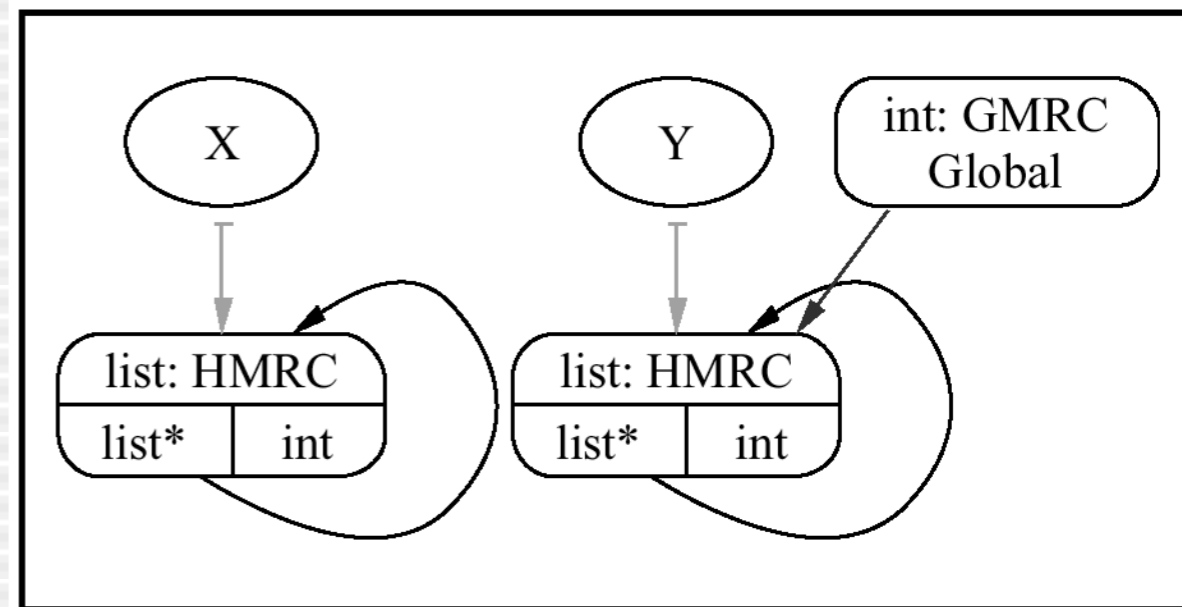 X
Y
int: GMRC
Global
list: HMRC
list*
int
list: HMRC
list*
int